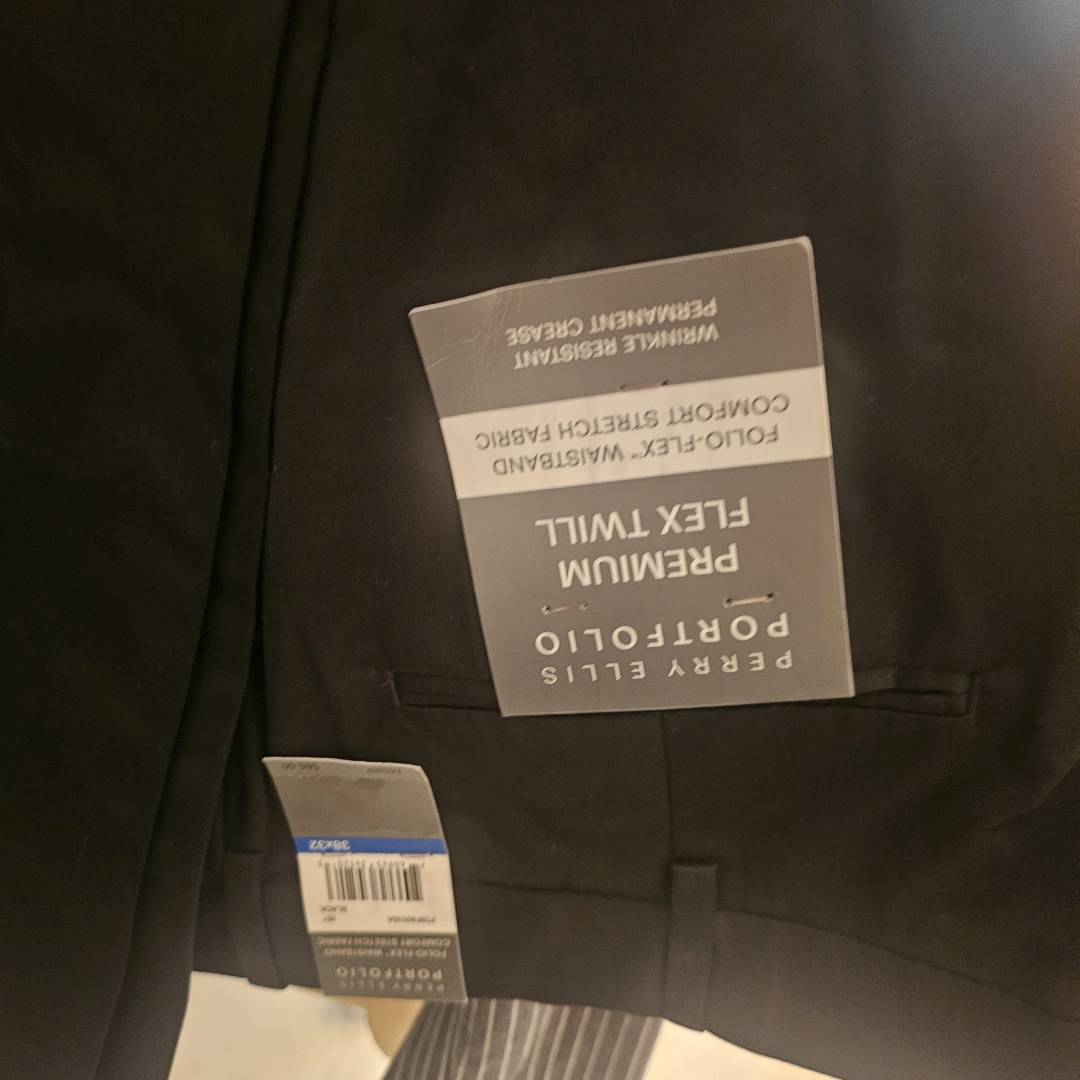 PERRY ELLIS
PORTFOLIO
PREMIUM
FLEX TWILL
FOLIO-FLEX™ WAISTBAND
COMFORT STRETCH FABRIC
WRINKLE RESISTANT
PERMANENT CREASE
PERRY ELLIS
PORTFOLIO
FOLIO-FLEX™ WAISTBAND
COMFORT STRETCH FABRIC
BLACK
38x32